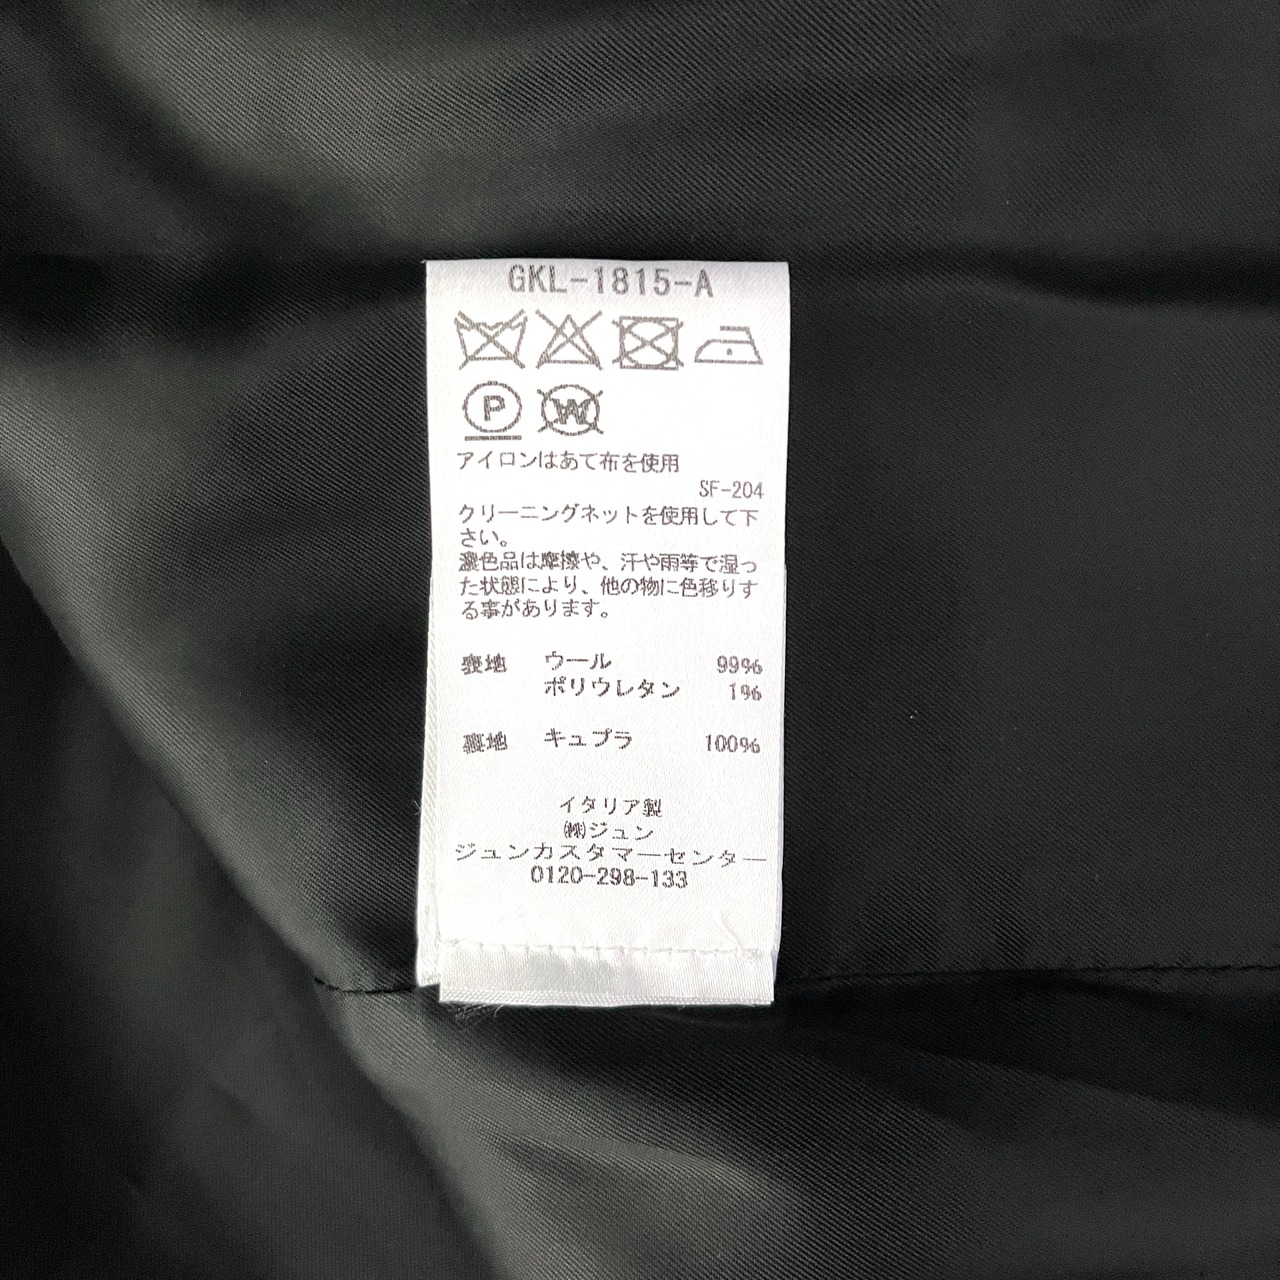 GKL-1815-A
P
W
アイロンはあて布を使用
SF-204
クリーニングネットを使用して下
さい。
濃色品は摩擦や、汗や雨等で湿っ
た状態により、他の物に色移りす
る事があります。
表地 ウール 99%
ポリウレタン 1%
裏地 キュプラ 100%
イタリア製
㈱ジュン
ジュンカスタマーセンター
0120-298-133